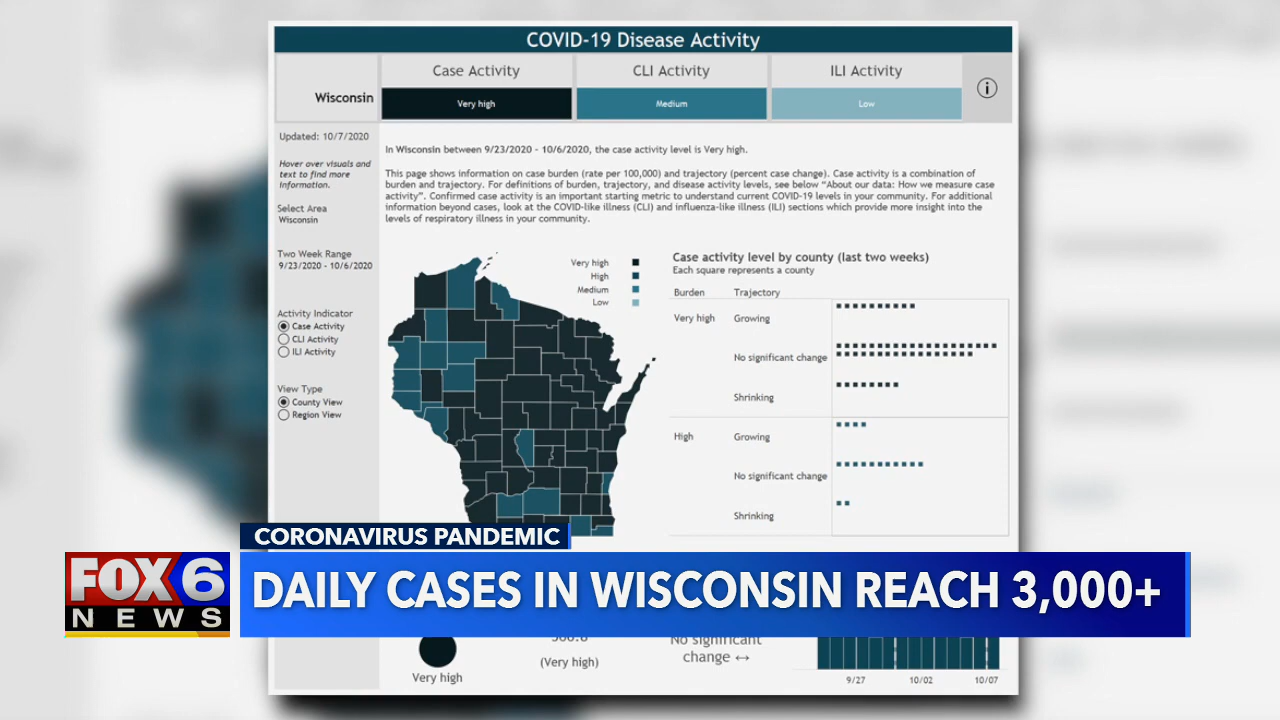 COVID-19 Disease Activity
Case Activity
CLI Activity
ILI Activity
Wisconsin
Very high
Medium
Low
Updated: 10/7/2020
Hover over visuals and
text to find more
information.
Select Area
Wisconsin
Two Week Range
9/23/2020 - 10/6/2020
Activity Indicator
Case Activity
CLI Activity
ILI Activity
View Type
County View
Region View
In Wisconsin between 9/23/2020 - 10/6/2020, the case activity level is Very high.
This page shows information on case burden (rate per 100,000) and trajectory (percent case change). Case activity is a combination of
burden and trajectory. For definitions of burden, trajectory, and disease activity levels, see below "About our data: How we measure case
activity". Confirmed case activity is an important starting metric to understand current COVID-19 levels in your community. For additional
information beyond cases, look at the COVID-like illness (CLI) and influenza-like illness (ILI) sections which provide more insight into the
levels of respiratory illness in your community.
Very high
High
Medium
Low
Case activity level by county (last two weeks)
Each square represents a county
Burden Trajectory
Very high Growing
No significant change
Shrinking
High Growing
No significant change
Shrinking
CORONAVIRUS PANDEMIC
FOX 6
NEWS
DAILY CASES IN WISCONSIN REACH 3,000+
Very high
(Very high)
No significant
change ↔
9/27 10/02 10/07